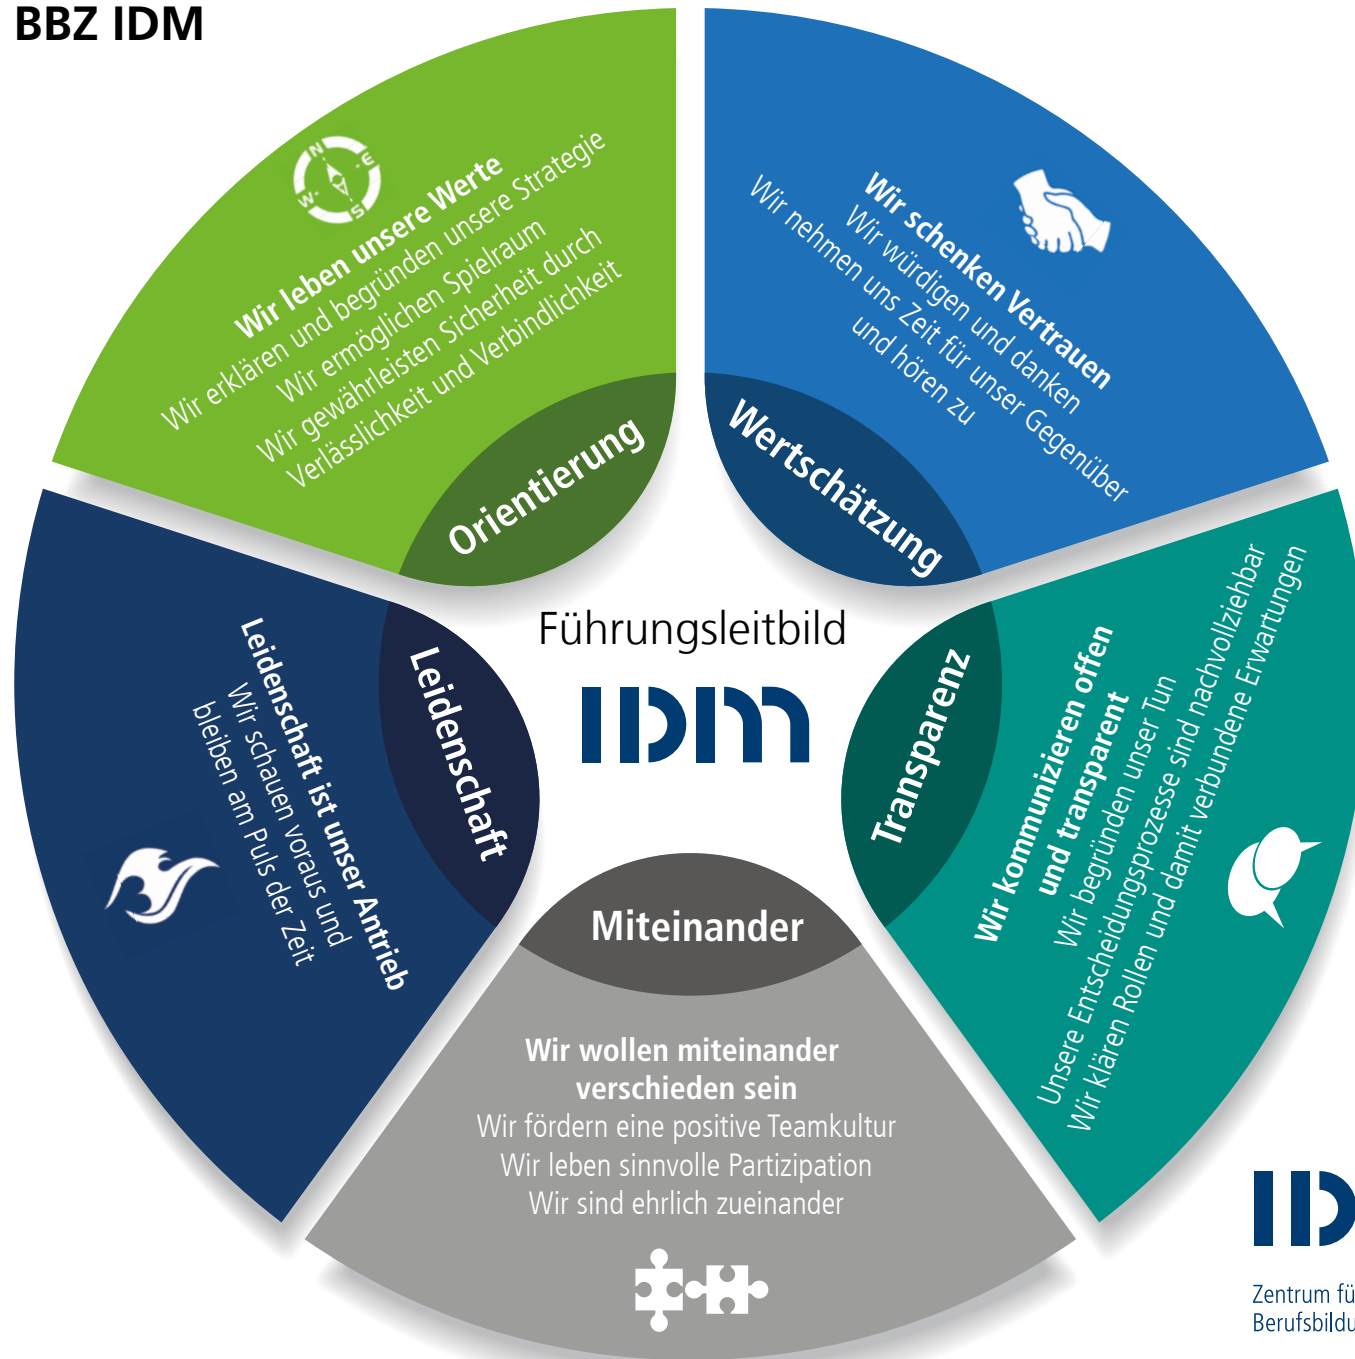 BBZ IDM
Wir leben unsere Werte
Wir erklären und begründen unsere Strategie
Wir ermöglichen Spielraum
Wir gewährleisten Sicherheit durch
Verlässlichkeit und Verbindlichkeit
Orientierung
N
E
S
W
Wir schenken Vertrauen
Wir würdigen und danken
Wir nehmen uns Zeit für unser Gegenüber
und hören zu
Wertschätzung
Führungsleitbild
IDM
Wir kommunizieren offen
und transparent
Wir begründen unser Tun
Unsere Entscheidungsprozesse sind nachvollziehbar
Wir klären Rollen und damit verbundene Erwartungen
Transparenz
Miteinander
Wir wollen miteinander
verschieden sein
Wir fördern eine positive Teamkultur
Wir leben sinnvolle Partizipation
Wir sind ehrlich zueinander
Leidenschaft
Leidenschaft ist unser Antrieb
Wir schauen voraus und
bleiben am Puls der Zeit
ID
Zentrum fü
Berufsbildu